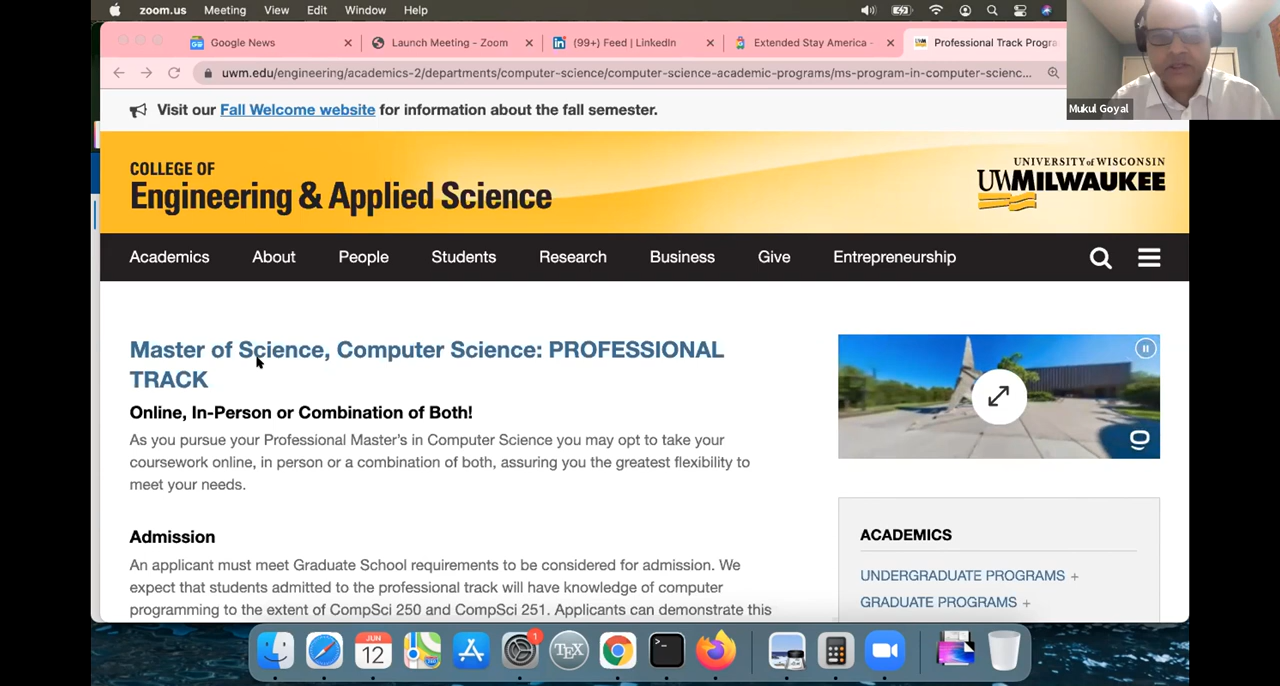 zoom.us Meeting View Edit Window Help
Google News
Launch Meeting - Zoom
(99+) Feed | LinkedIn
Extended Stay America -
Professional Track Progra
uwm.edu/engineering/academics-2/departments/computer-science/computer-science-academic-programs/ms-program-in-computer-scienc...
Mukul Goyal
Visit our Fall Welcome website for information about the fall semester.
COLLEGE OF
Engineering & Applied Science
UNIVERSITY of WISCONSIN
UWMILWAUKEE
Academics About People Students Research Business Give Entrepreneurship
Master of Science, Computer Science: PROFESSIONAL
TRACK
Online, In-Person or Combination of Both!
As you pursue your Professional Master's in Computer Science you may opt to take your
coursework online, in person or a combination of both, assuring you the greatest flexibility to
meet your needs.
Admission
An applicant must meet Graduate School requirements to be considered for admission. We
expect that students admitted to the professional track will have knowledge of computer
programming to the extent of CompSci 250 and CompSci 251. Applicants can demonstrate this
ACADEMICS
UNDERGRADUATE PROGRAMS +
GRADUATE PROGRAMS +
JUN
12
1
TEX